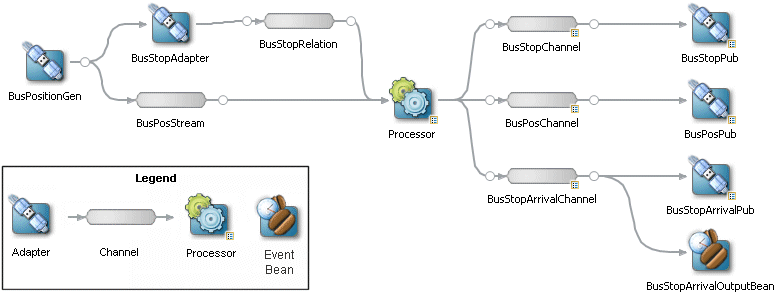 BusPositionGen
BusStopAdapter
BusStopRelation
BusPosStream
Processor
BusStopChannel
BusStopPub
BusPosChannel
BusPosPub
BusStopArrivalChannel
BusStopArrivalPub
BusStopArrivalOutputBean
Legend
Adapter
Channel
Processor
Event
Bean